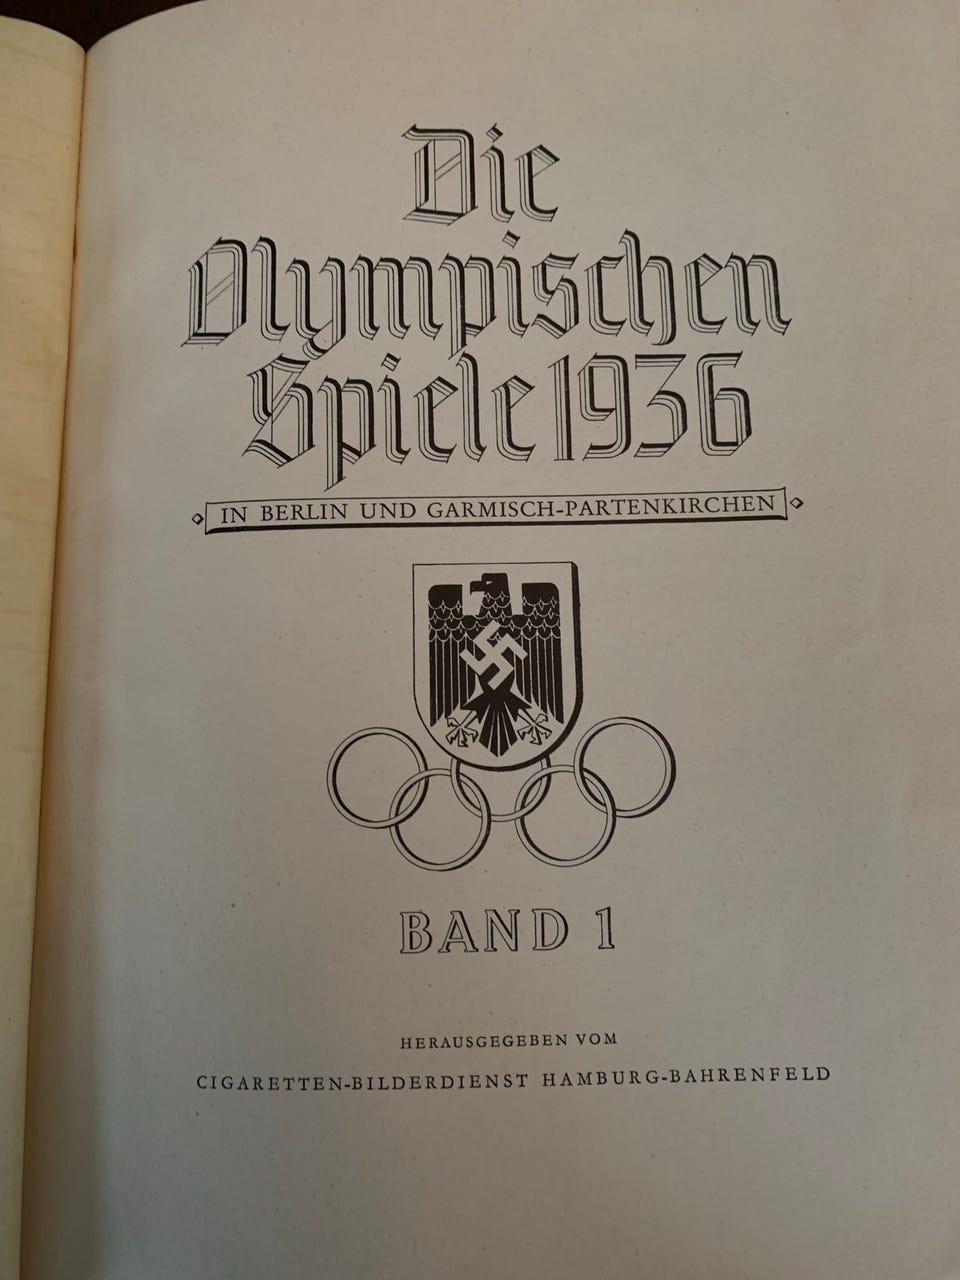 Die
Olympischen
Spiele 1936
IN BERLIN UND GARMISCH-PARTENKIRCHEN
BAND 1
HERAUSGEGEBEN VOM
CIGARETTEN-BILDERDIENST HAMBURG-BAHRENFELD